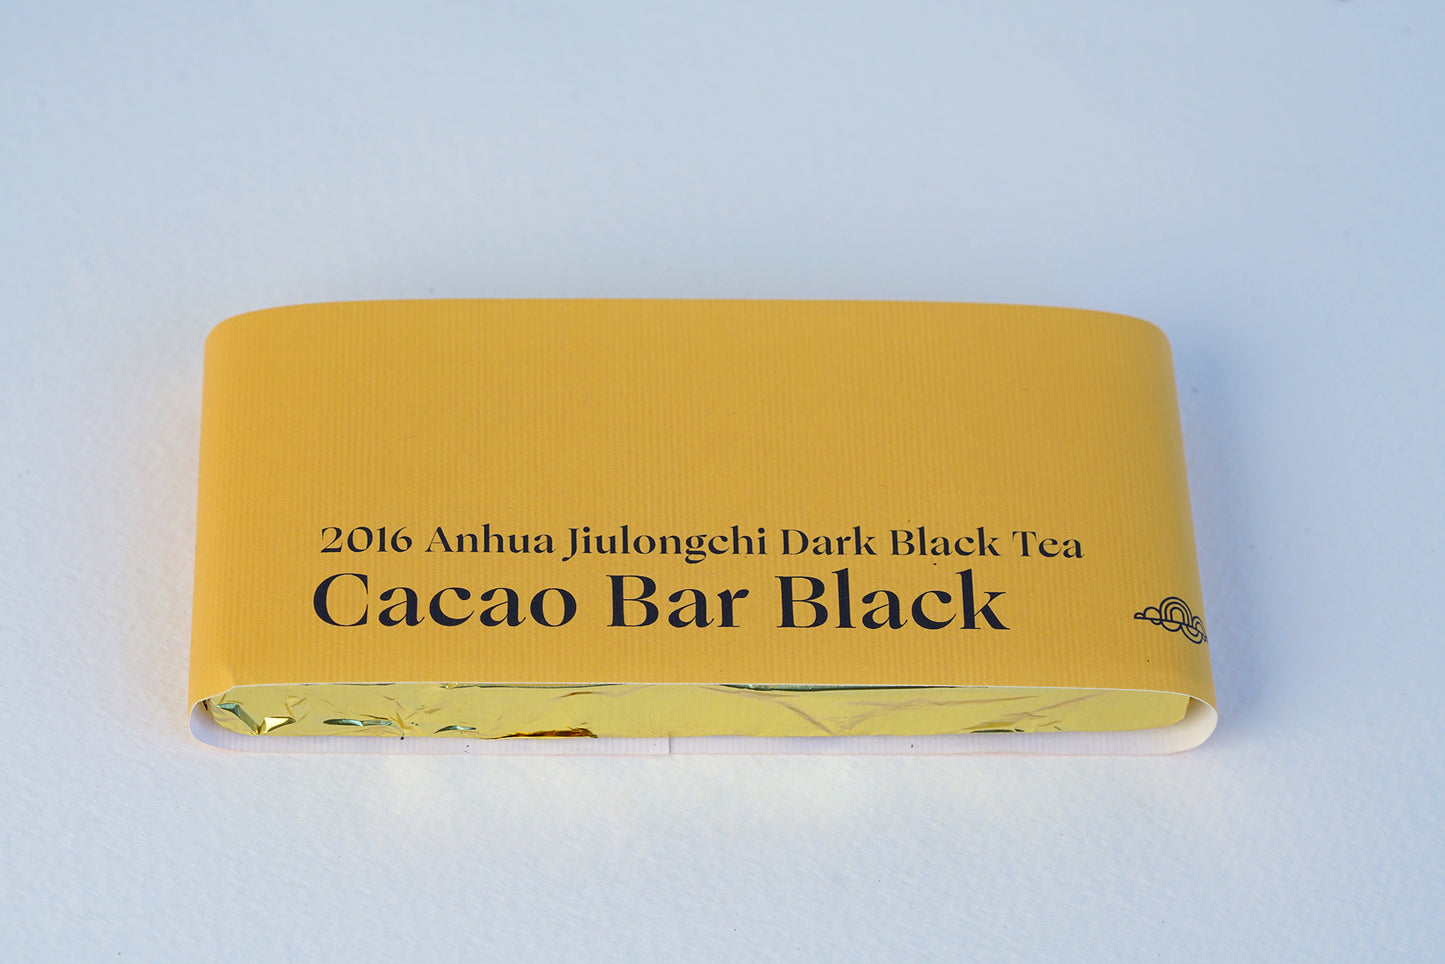 2016 Anhua Jiulongchi Dark Black Tea
Cacao Bar Black